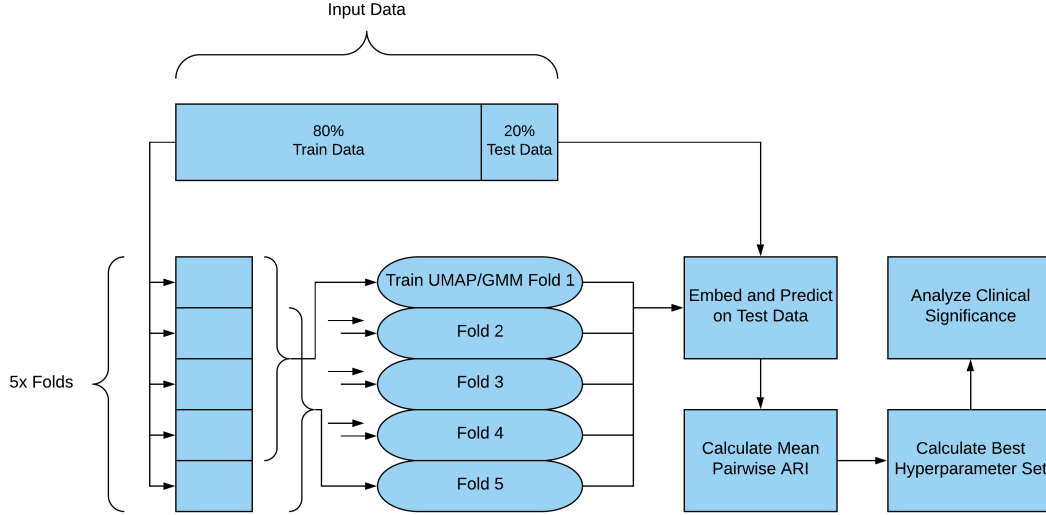 Input Data
80%
Train Data
20%
Test Data
5x Folds
Train UMAP/GMM Fold 1
Fold 2
Fold 3
Fold 4
Fold 5
Embed and Predict
on Test Data
Analyze Clinical
Significance
Calculate Mean
Pairwise ARI
Calculate Best
Hyperparameter Set